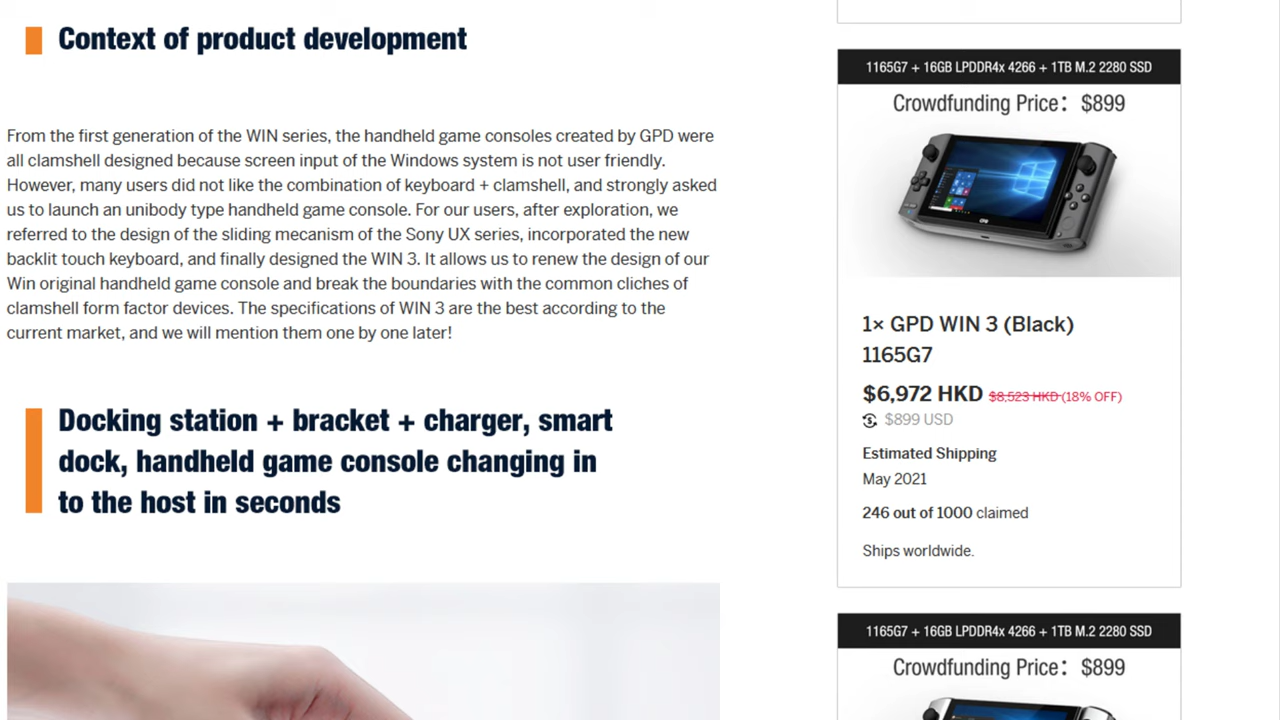 Context of product development
From the first generation of the WIN series, the handheld game consoles created by GPD were
all clamshell designed because screen input of the Windows system is not user friendly.
However, many users did not like the combination of keyboard + clamshell, and strongly asked
us to launch an unibody type handheld game console. For our users, after exploration, we
referred to the design of the sliding mecanism of the Sony UX series, incorporated the new
backlit touch keyboard, and finally designed the WIN 3. It allows us to renew the design of our
Win original handheld game console and break the boundaries with the common cliches of
clamshell form factor devices. The specifications of WIN 3 are the best according to the
current market, and we will mention them one by one later!
Docking station + bracket + charger, smart
dock, handheld game console changing in
to the host in seconds
1165G7 + 16GB LPDDR4x 4266 + 1TB M.2 2280 SSD
Crowdfunding Price: $899
GPD
1× GPD WIN 3 (Black)
1165G7
$6,972 HKD $8,523 HKD (18% OFF)
$899 USD
Estimated Shipping
May 2021
246 out of 1000 claimed
Ships worldwide.
1165G7 + 16GB LPDDR4x 4266 + 1TB M.2 2280 SSD
Crowdfunding Price: $899